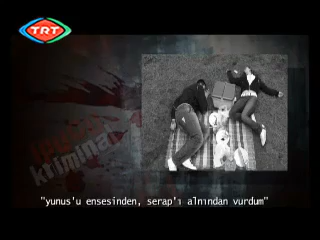 TRT
kriminal
"yunus'u ensesinden, serap'ı alnından vurdum"